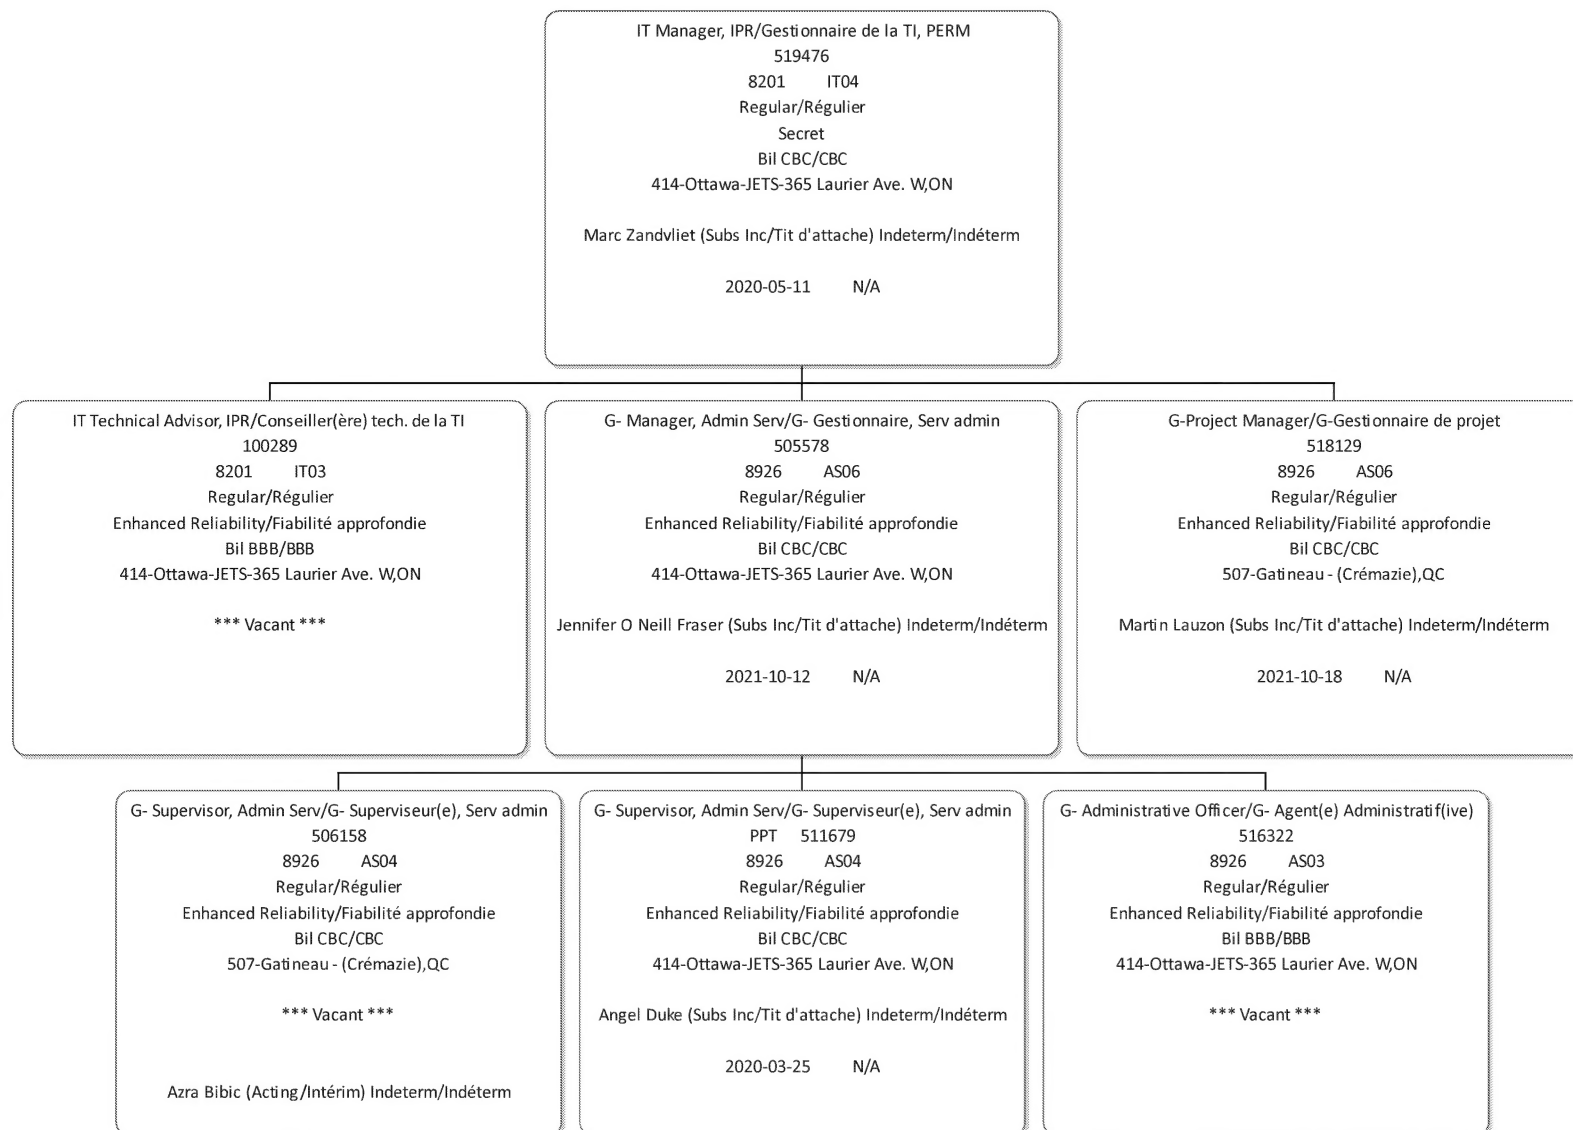 IT Manager, IPR/Gestionnaire de la TI, PERM
519476
8201 IT04
Regular/Régulier
Secret
Bil CBC/CBC
414-Ottawa-JETS-365 Laurier Ave. W,ON
Marc Zandvliet (Subs Inc/Tit d'attache) Indeterm/Indéterm
2020-05-11 N/A
IT Technical Advisor, IPR/Conseiller(ère) tech. de la TI
100289
8201 IT03
Regular/Régulier
Enhanced Reliability/Fiabilité approfondie
Bil BBB/BBB
414-Ottawa-JETS-365 Laurier Ave. W,ON
*** Vacant ***
G- Manager, Admin Serv/G- Gestionnaire, Serv admin
505578
8926 AS06
Regular/Régulier
Enhanced Reliability/Fiabilité approfondie
Bil CBC/CBC
414-Ottawa-JETS-365 Laurier Ave. W,ON
Jennifer O Neill Fraser (Subs Inc/Tit d'attache) Indeterm/Indéterm
2021-10-12 N/A
G-Project Manager/G-Gestionnaire de projet
518129
8926 AS06
Regular/Régulier
Enhanced Reliability/Fiabilité approfondie
Bil CBC/CBC
507-Gatineau - (Crémazie),QC
Martin Lauzon (Subs Inc/Tit d'attache) Indeterm/Indéterm
2021-10-18 N/A
G- Supervisor, Admin Serv/G- Superviseur(e), Serv admin
506158
8926 AS04
Regular/Régulier
Enhanced Reliability/Fiabilité approfondie
Bil CBC/CBC
507-Gatineau - (Crémazie),QC
*** Vacant ***
Azra Bibic (Acting/Intérim) Indeterm/Indéterm
G- Supervisor, Admin Serv/G- Superviseur(e), Serv admin
PPT 511679
8926 AS04
Regular/Régulier
Enhanced Reliability/Fiabilité approfondie
Bil CBC/CBC
414-Ottawa-JETS-365 Laurier Ave. W,ON
Angel Duke (Subs Inc/Tit d'attache) Indeterm/Indéterm
2020-03-25 N/A
G- Administrative Officer/G- Agent(e) Administratif(ive)
516322
8926 AS03
Regular/Régulier
Enhanced Reliability/Fiabilité approfondie
Bil BBB/BBB
414-Ottawa-JETS-365 Laurier Ave. W,ON
*** Vacant ***